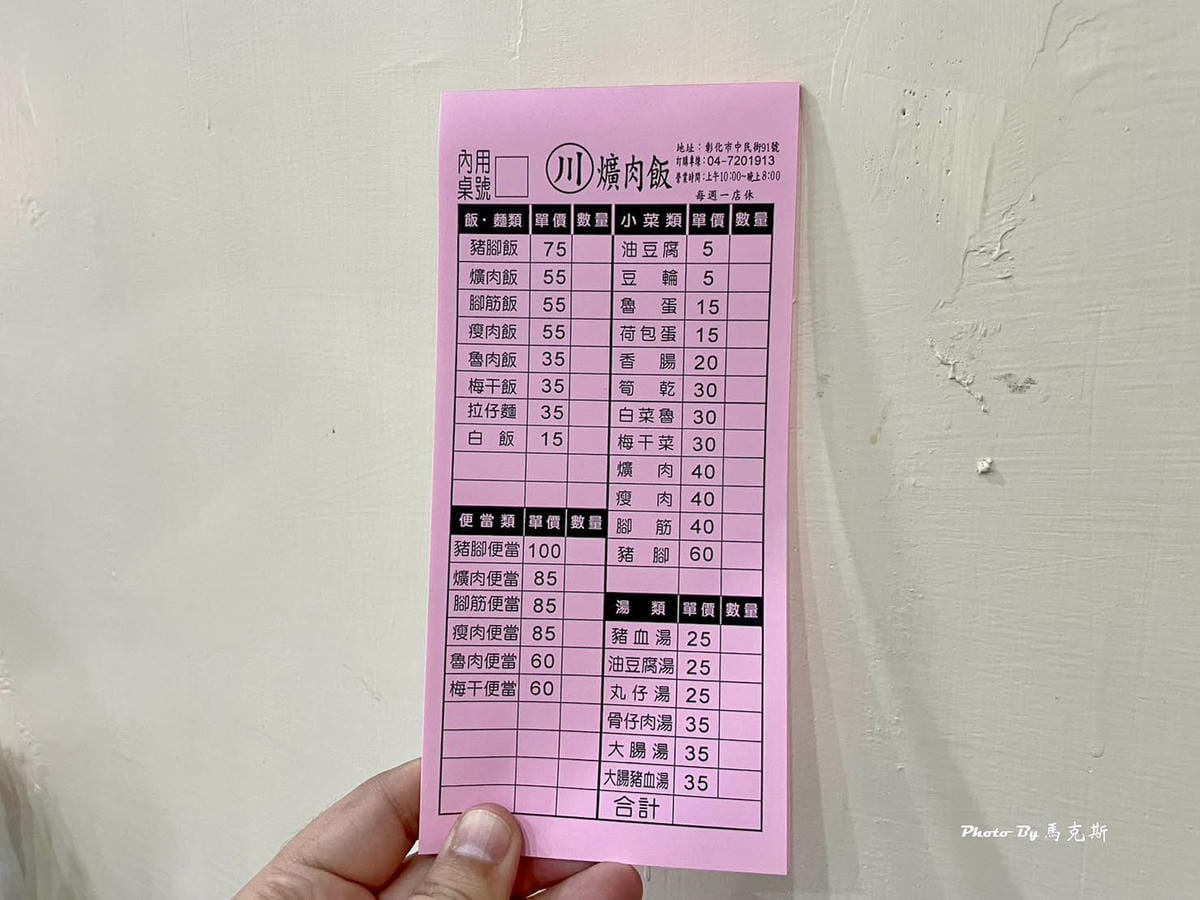 內用
桌號
川 爌肉飯
地址:彰化市中民街91號
訂購專線:04-7201913
營業時間:上午10:00~晚上8:00
每週一店休
飯·麵類 單價 數量
豬腳飯 75
爌肉飯 55
腳筋飯 55
瘦肉飯 55
魯肉飯 35
梅干飯 35
拉仔麵 35
白飯 15
便當類 單價 數量
豬腳便當 100
爌肉便當 85
腳筋便當 85
瘦肉便當 85
魯肉便當 60
梅干便當 60
小菜類 單價 數量
油豆腐 5
豆輪 5
魯蛋 15
荷包蛋 15
香腸 20
筍乾 30
白菜魯 30
梅干菜 30
爌肉 40
瘦肉 40
腳筋 40
豬腳 60
湯類 單價 數量
豬血湯 25
油豆腐湯 25
丸仔湯 25
骨仔肉湯 35
大腸湯 35
大腸豬血湯 35
合計
Photo By 馬克斯